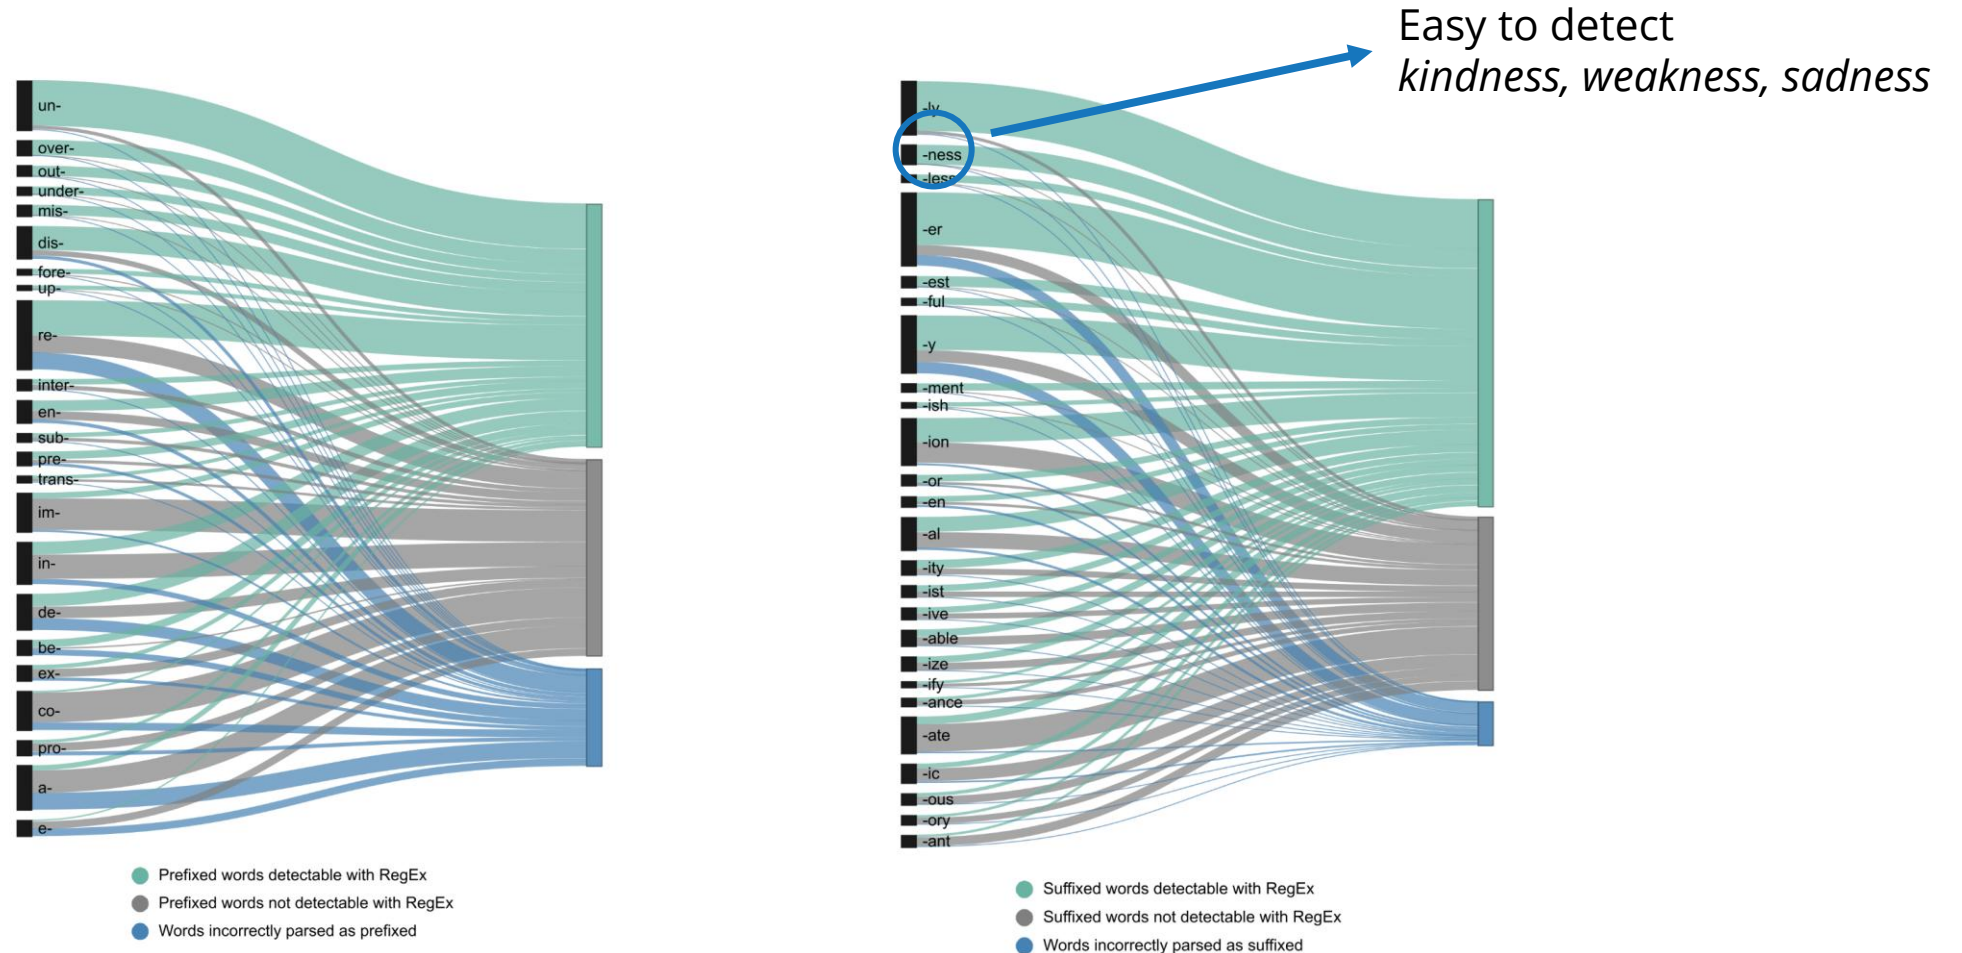 Easy to detect
kindness, weakness, sadness
un-
over-
out-
under-
mis-
dis-
fore-
up-
re-
inter-
en-
sub-
pre-
trans-
im-
in-
de-
be-
ex-
co-
pro-
a-
e-
Prefixed words detectable with RegEx
Prefixed words not detectable with RegEx
Words incorrectly parsed as prefixed
-ly
-ness
-less
-er
-est
-ful
-y
-ment
-ish
-ion
-or
-en
-al
-ity
-ist
-ive
-able
-ize
-ify
-ance
-ate
-ic
-ous
-ory
-ant
Suffixed words detectable with RegEx
Suffixed words not detectable with RegEx
Words incorrectly parsed as suffixed